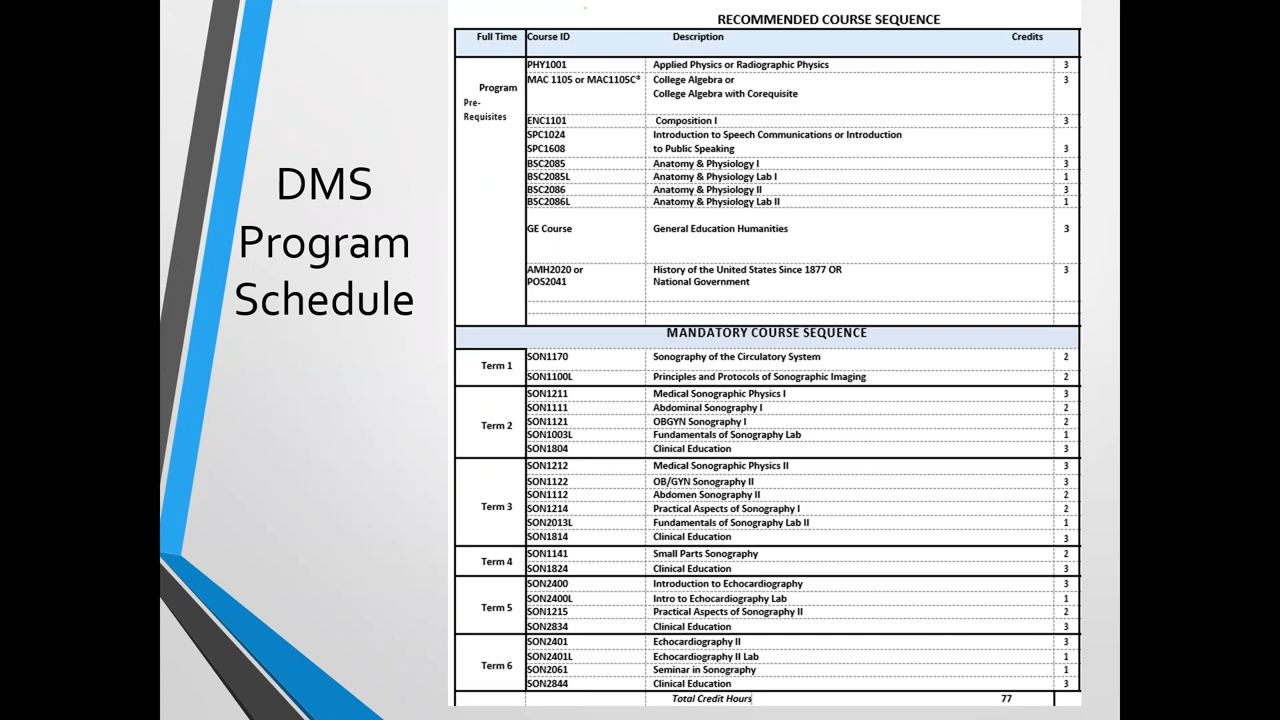 DMS
Program
Schedule
RECOMMENDED COURSE SEQUENCE
Full Time Course ID Description Credits
Program
Pre-
Requisites
PHY1001 Applied Physics or Radiographic Physics 3
MAC 1105 or MAC1105C* College Algebra or 3
College Algebra with Corequisite
ENC1101 Composition I 3
SPC1024 Introduction to Speech Communications or Introduction
SPC1608 to Public Speaking 3
BSC2085 Anatomy & Physiology I 3
BSC2085L Anatomy & Physiology Lab I 1
BSC2086 Anatomy & Physiology II 3
BSC2086L Anatomy & Physiology Lab II 1
GE Course General Education Humanities 3
AMH2020 or History of the United States Since 1877 OR 3
POS2041 National Government
MANDATORY COURSE SEQUENCE
Term 1
SON1170 Sonography of the Circulatory System 2
SON1100L Principles and Protocols of Sonographic Imaging 2
Term 2
SON1211 Medical Sonographic Physics I 3
SON1111 Abdominal Sonography I 2
SON1121 OBGYN Sonography I 2
SON1003L Fundamentals of Sonography Lab 1
SON1804 Clinical Education 3
Term 3
SON1212 Medical Sonographic Physics II 3
SON1122 OB/GYN Sonography II 3
SON1112 Abdomen Sonography II 2
SON1214 Practical Aspects of Sonography I 2
SON2013L Fundamentals of Sonography Lab II 1
SON1814 Clinical Education 3
Term 4
SON1141 Small Parts Sonography 2
SON1824 Clinical Education 3
Term 5
SON2400 Introduction to Echocardiography 3
SON2400L Intro to Echocardiography Lab 1
SON1215 Practical Aspects of Sonography II 2
SON2834 Clinical Education 3
Term 6
SON2401 Echocardiography II 3
SON2401L Echocardiography II Lab 1
SON2061 Seminar in Sonography 1
SON2844 Clinical Education 3
Total Credit Hours 77